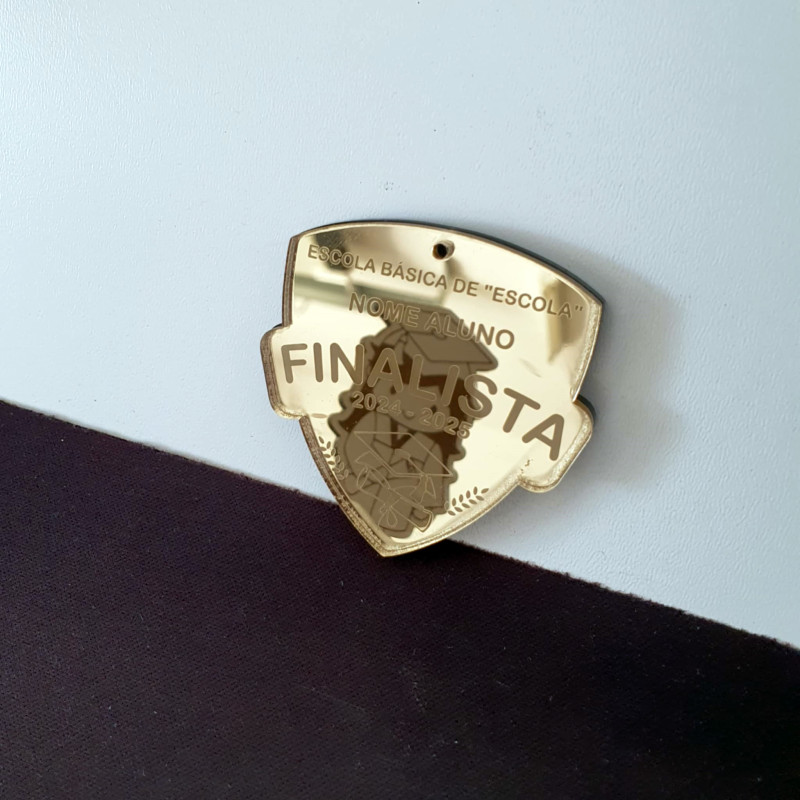 ESCOLA BÁSICA DE "ESCOLA"
NOME ALUNO
FINALISTA
2024 - 2025